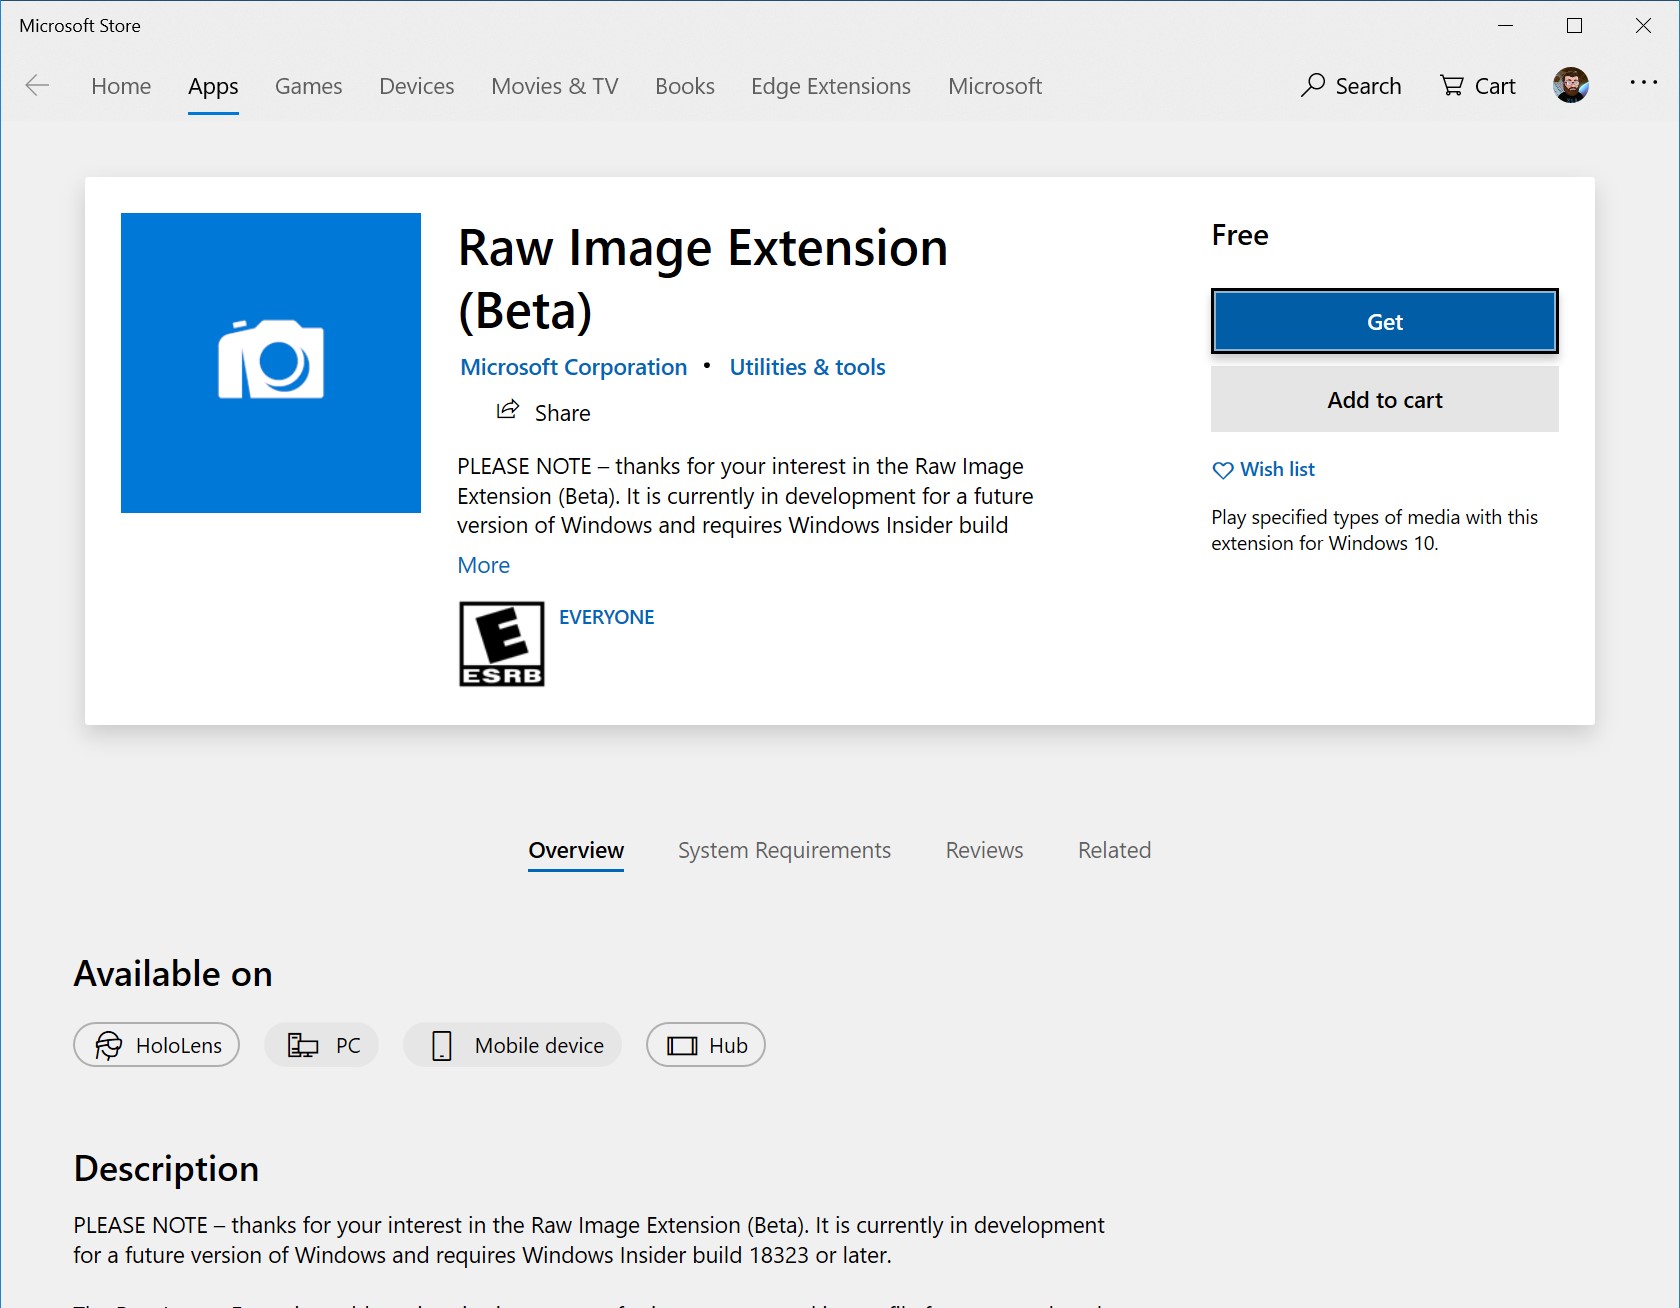 Microsoft Store
Home Apps Games Devices Movies & TV Books Edge Extensions Microsoft Search Cart
Raw Image Extension
(Beta)
Microsoft Corporation • Utilities & tools
Share
PLEASE NOTE – thanks for your interest in the Raw Image
Extension (Beta). It is currently in development for a future
version of Windows and requires Windows Insider build
More
E
ESRB
EVERYONE
Free
Get
Add to cart
Wish list
Play specified types of media with this
extension for Windows 10.
Overview System Requirements Reviews Related
Available on
HoloLens PC Mobile device Hub
Description
PLEASE NOTE – thanks for your interest in the Raw Image Extension (Beta). It is currently in development
for a future version of Windows and requires Windows Insider build 18323 or later.